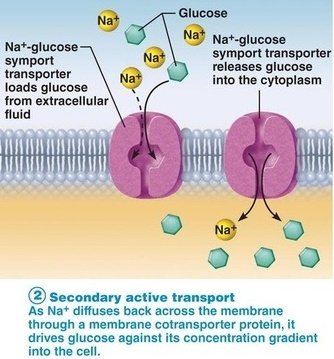 Na+
Glucose
Na+
Na+-glucose
symport
transporter
loads glucose
from extracellular
fluid
Na+
Na+
Na+-glucose
symport transporter
releases glucose
into the cytoplasm
Na+
2 Secondary active transport
As Na+ diffuses back across the membrane
through a membrane cotransporter protein, it
drives glucose against its concentration gradient
into the cell.